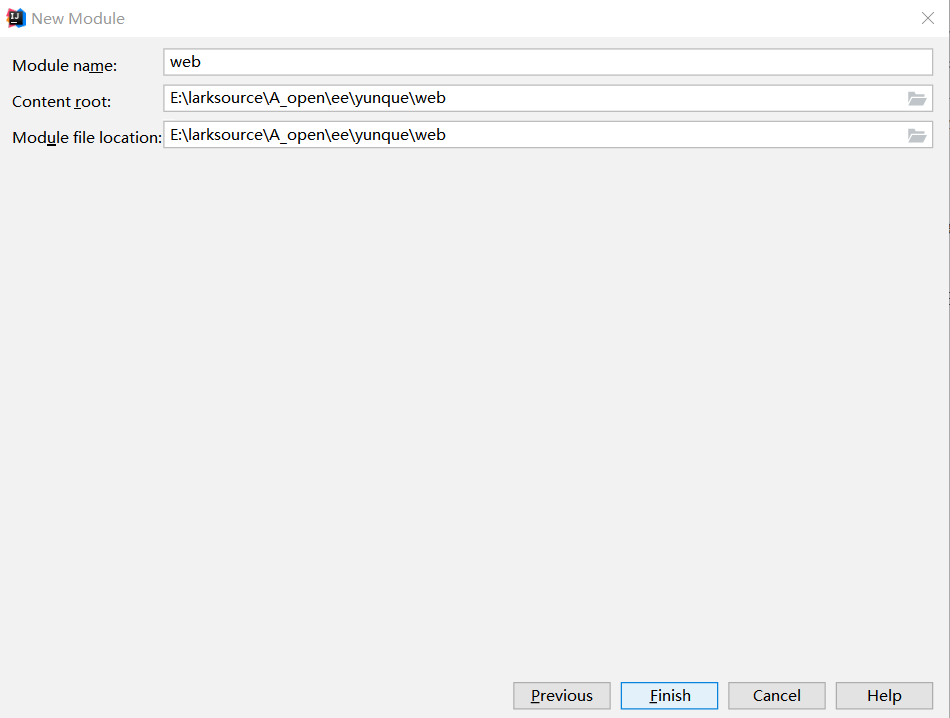 New Module
Module name: web
Content root: E:\larksource\A_open\ee\yunque\web
Module file location: E:\larksource\A_open\ee\yunque\web
Previous Finish Cancel Help